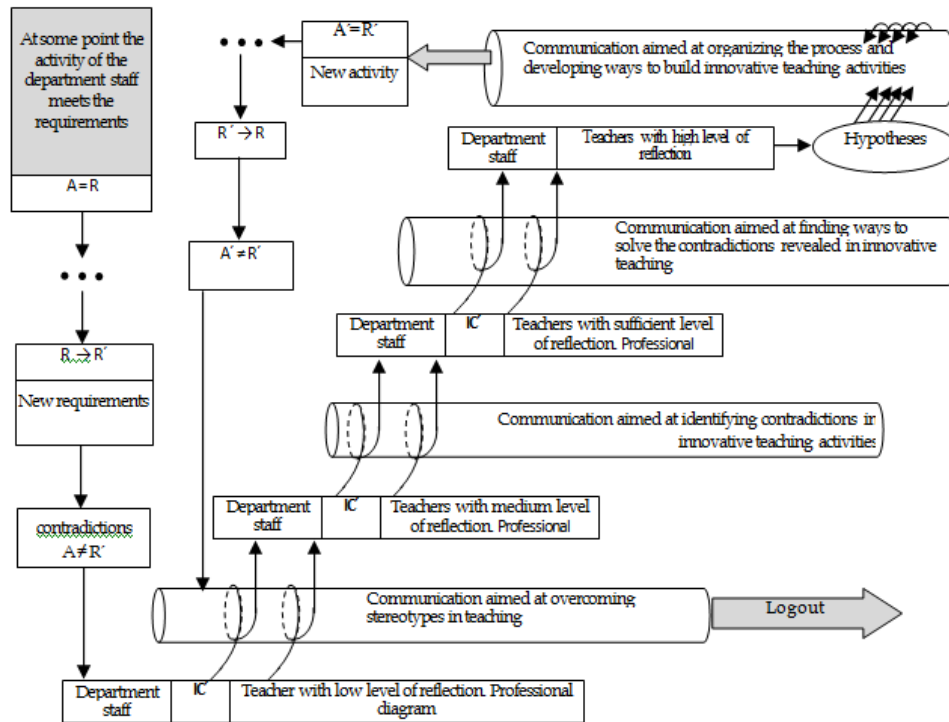 At some point the
activity of the
department staff
meets the
requirements
A = R
• • •
R → R´
New requirements
contradictions
A ≠ R´
Department
staff
IC´
Teacher with low level of reflection. Professional
diagram
Communication aimed at overcoming
stereotypes in teaching
Logout
Department
staff
IC´
Teachers with medium level
of reflection. Professional
Communication aimed at identifying contradictions in
innovative teaching activities
Department
staff
IC´
Teachers with sufficient level
of reflection. Professional
Communication aimed at finding ways to
solve the contradictions revealed in innovative
teaching
Department
staff
Teachers with high level of
reflection
Hypotheses
Communication aimed at organizing the process and
developing ways to build innovative teaching activities
A´= R´
New activity
• • •
R´ → R
A´ ≠ R´